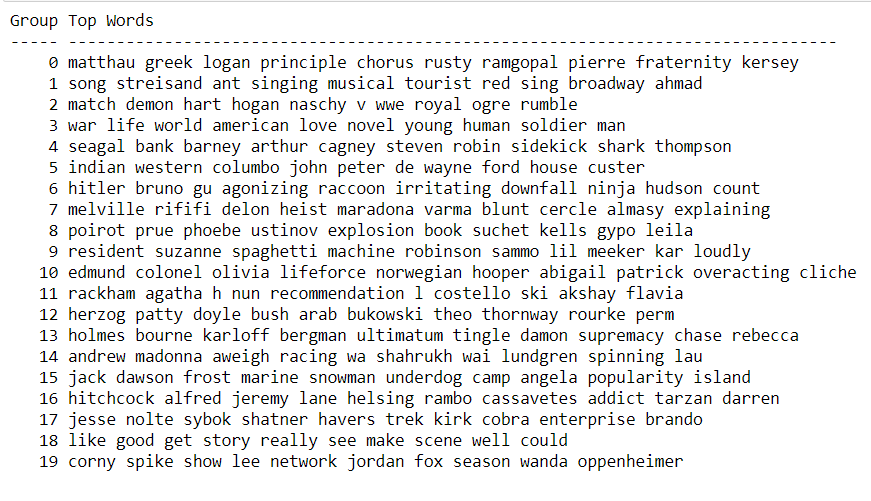 Group Top Words
----- --------------------------------------------------------------------------
0 matthau greek logan principle chorus rusty ramgopal pierre fraternity kersey
1 song streisand ant singing musical tourist red sing broadway ahmad
2 match demon hart hogan naschy v wwe royal ogre rumble
3 war life world american love novel young human soldier man
4 seagal bank barney arthur cagney steven robin sidekick shark thompson
5 indian western columbo john peter de wayne ford house custer
6 hitler bruno gu agonizing raccoon irritating downfall ninja hudson count
7 melville rififi delon heist maradona varma blunt cercle almasy explaining
8 poirot prue phoebe ustinov explosion book suchet kells gypo leila
9 resident suzanne spaghetti machine robinson sammo lil meeker kar loudly
10 edmund colonel olivia lifeforce norwegian hooper abigail patrick overacting cliche
11 rackham agatha h nun recommendation l costello ski akshay flavia
12 herzog patty doyle bush arab bukowski theo thornway rourke perm
13 holmes bourne karloff bergman ultimatum tingle damon supremacy chase rebecca
14 andrew madonna aweigh racing wa shahrukh wai lundgren spinning lau
15 jack dawson frost marine snowman underdog camp angela popularity island
16 hitchcock alfred jeremy lane helsing rambo cassavetes addict tarzan darren
17 jesse nolte sybok shatner havers trek kirk cobra enterprise brando
18 like good get story really see make scene well could
19 corny spike show lee network jordan fox season wanda oppenheimer